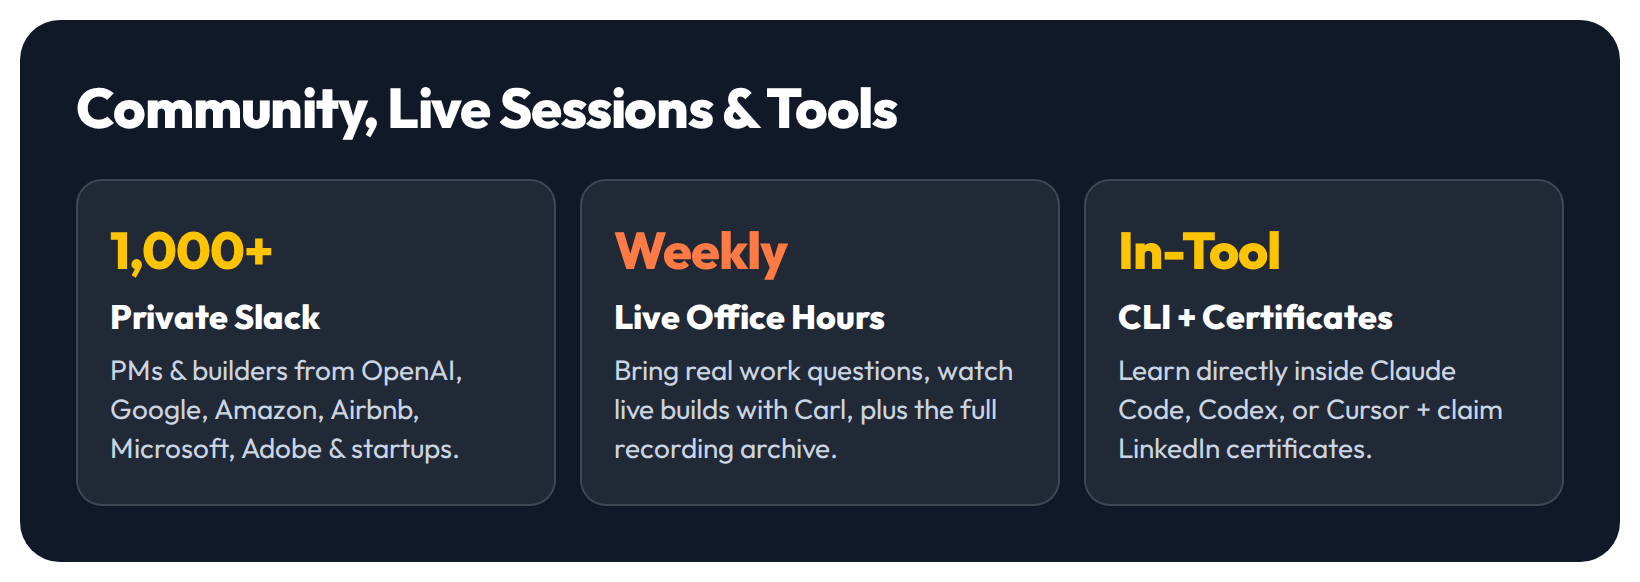 Community, Live Sessions & Tools
1,000+
Private Slack
PMs & builders from OpenAI,
Google, Amazon, Airbnb,
Microsoft, Adobe & startups.
Weekly
Live Office Hours
Bring real work questions, watch
live builds with Carl, plus the full
recording archive.
In-Tool
CLI + Certificates
Learn directly inside Claude
Code, Codex, or Cursor + claim
LinkedIn certificates.